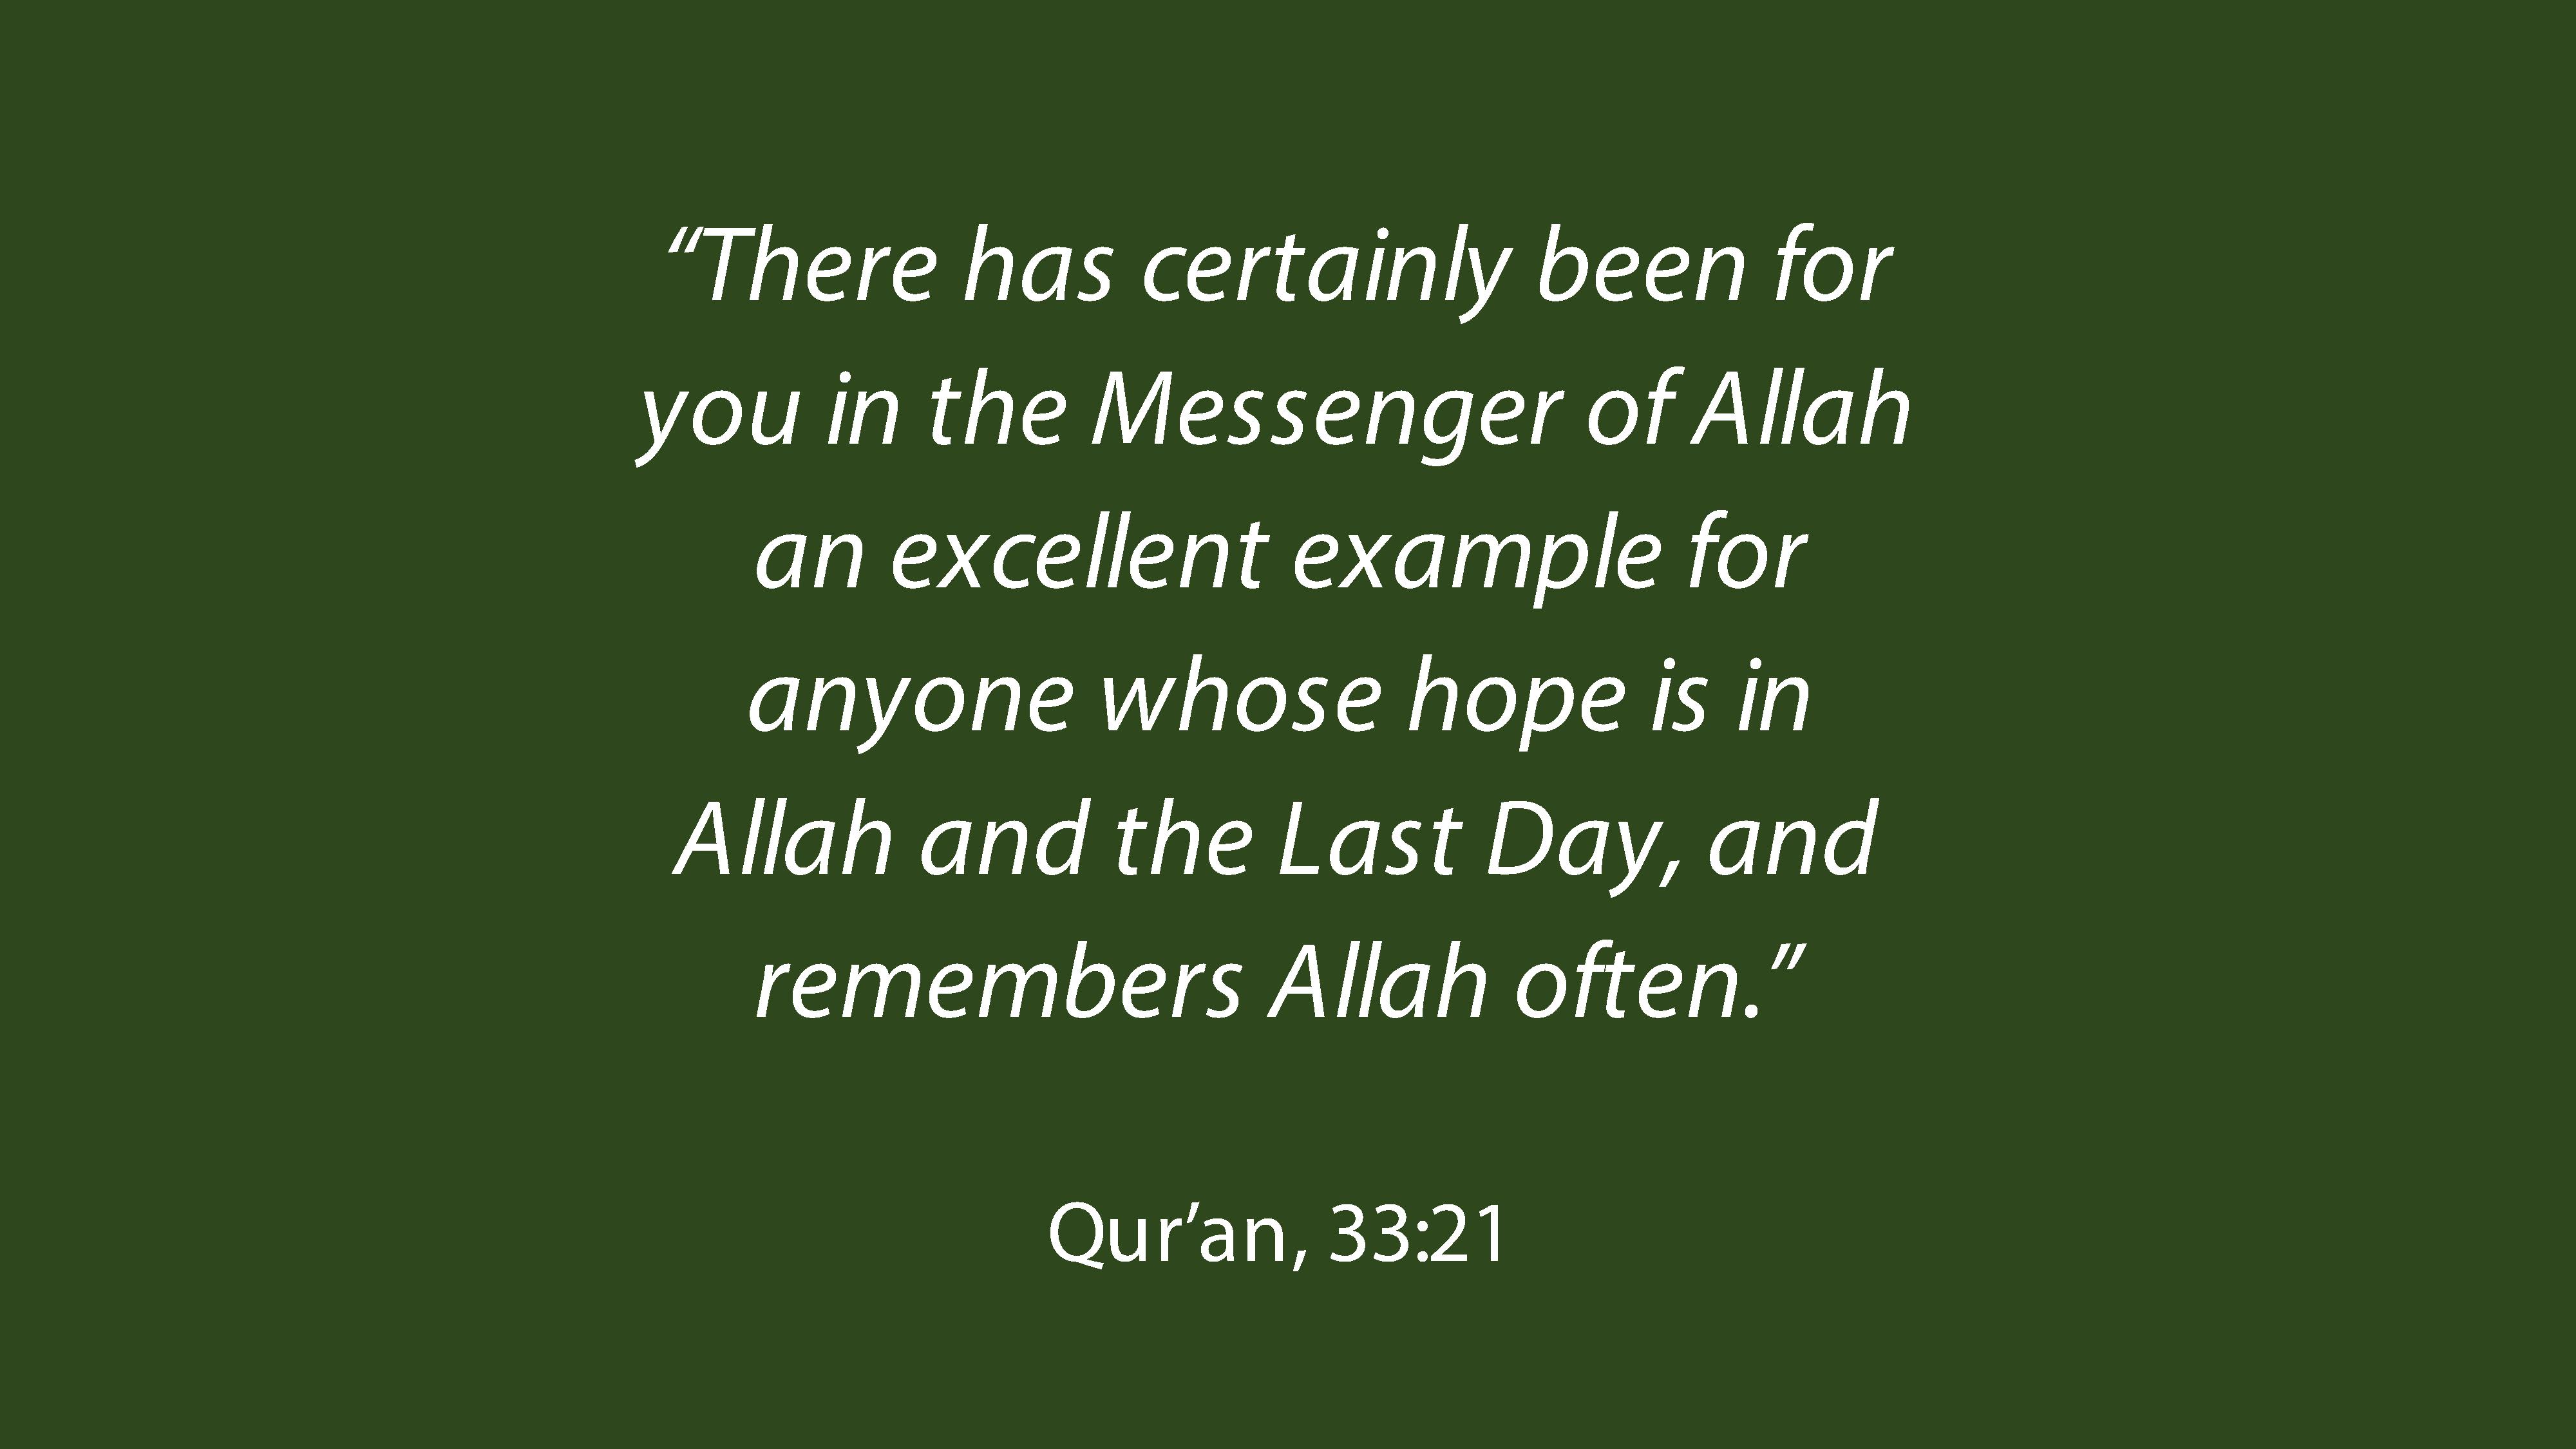 “There has certainly been for
you in the Messenger of Allah
an excellent example for
anyone whose hope is in
Allah and the Last Day, and
remembers Allah often.”
Qur’an, 33:21